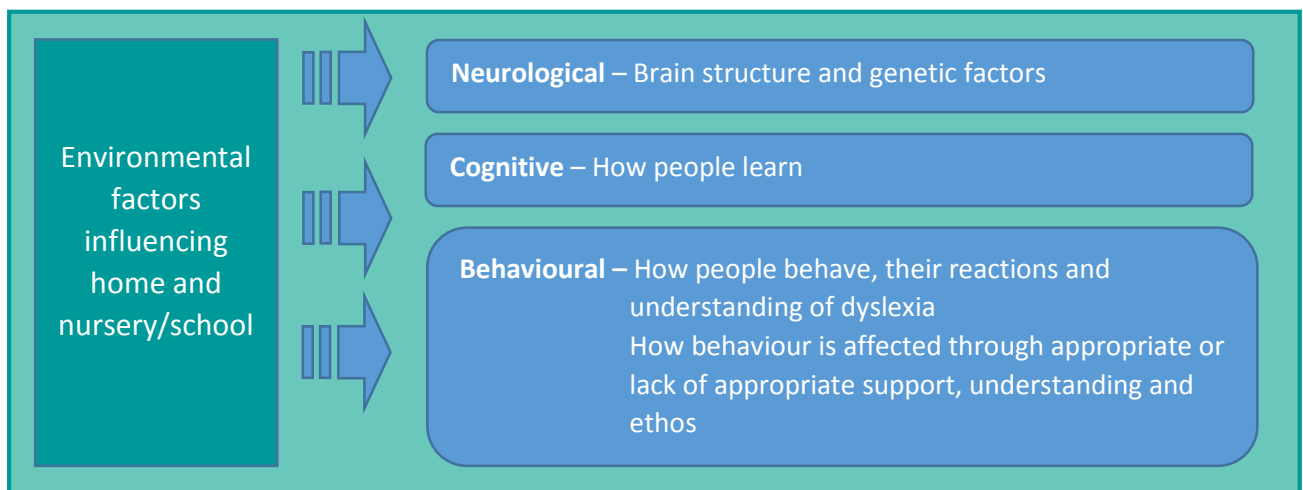 Environmental
factors
influencing
home and
nursery/school
Neurological – Brain structure and genetic factors
Cognitive – How people learn
Behavioural – How people behave, their reactions and
understanding of dyslexia
How behaviour is affected through appropriate or
lack of appropriate support, understanding and
ethos